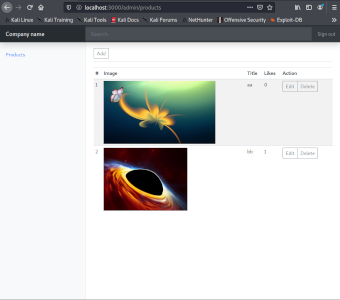 localhost:3000/admin/products
Kali Linux Kali Training Kali Tools Kali Docs Kali Forums NetHunter Offensive Security Exploit-DB
Company name Search Sign out
Products
Add
# Image Title Likes Action
1 aa 0 Edit Delete
2 1 Edit Delete